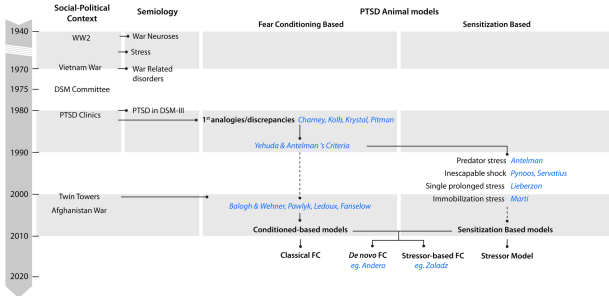 Social-Political
Context
Semiology
PTSD Animal models
Fear Conditioning Based
Sensitization Based
1940
WW2
War Neuroses
Stress
1970
Vietnam War
War Related
disorders
1975
DSM Committee
1980
PTSD Clinics
PTSD in DSM-III
1st analogies/discrepancies Charney, Kolb, Krystal, Pitman
Yehuda & Antelman 's Criteria
1990
Predator stress Antelman
Inescapable shock Pynoos, Servatius
Single prolonged stress Lieberzon
Immobilization stress Marti
2000
Twin Towers
Afghanistan War
Balogh & Wehner, Pawlyk, Ledoux, Fanselow
Conditioned-based models
Sensitization Based models
2010
Classical FC
De novo FC
eg. Andero
Stressor-based FC
eg. Zoladz
Stressor Model
2020